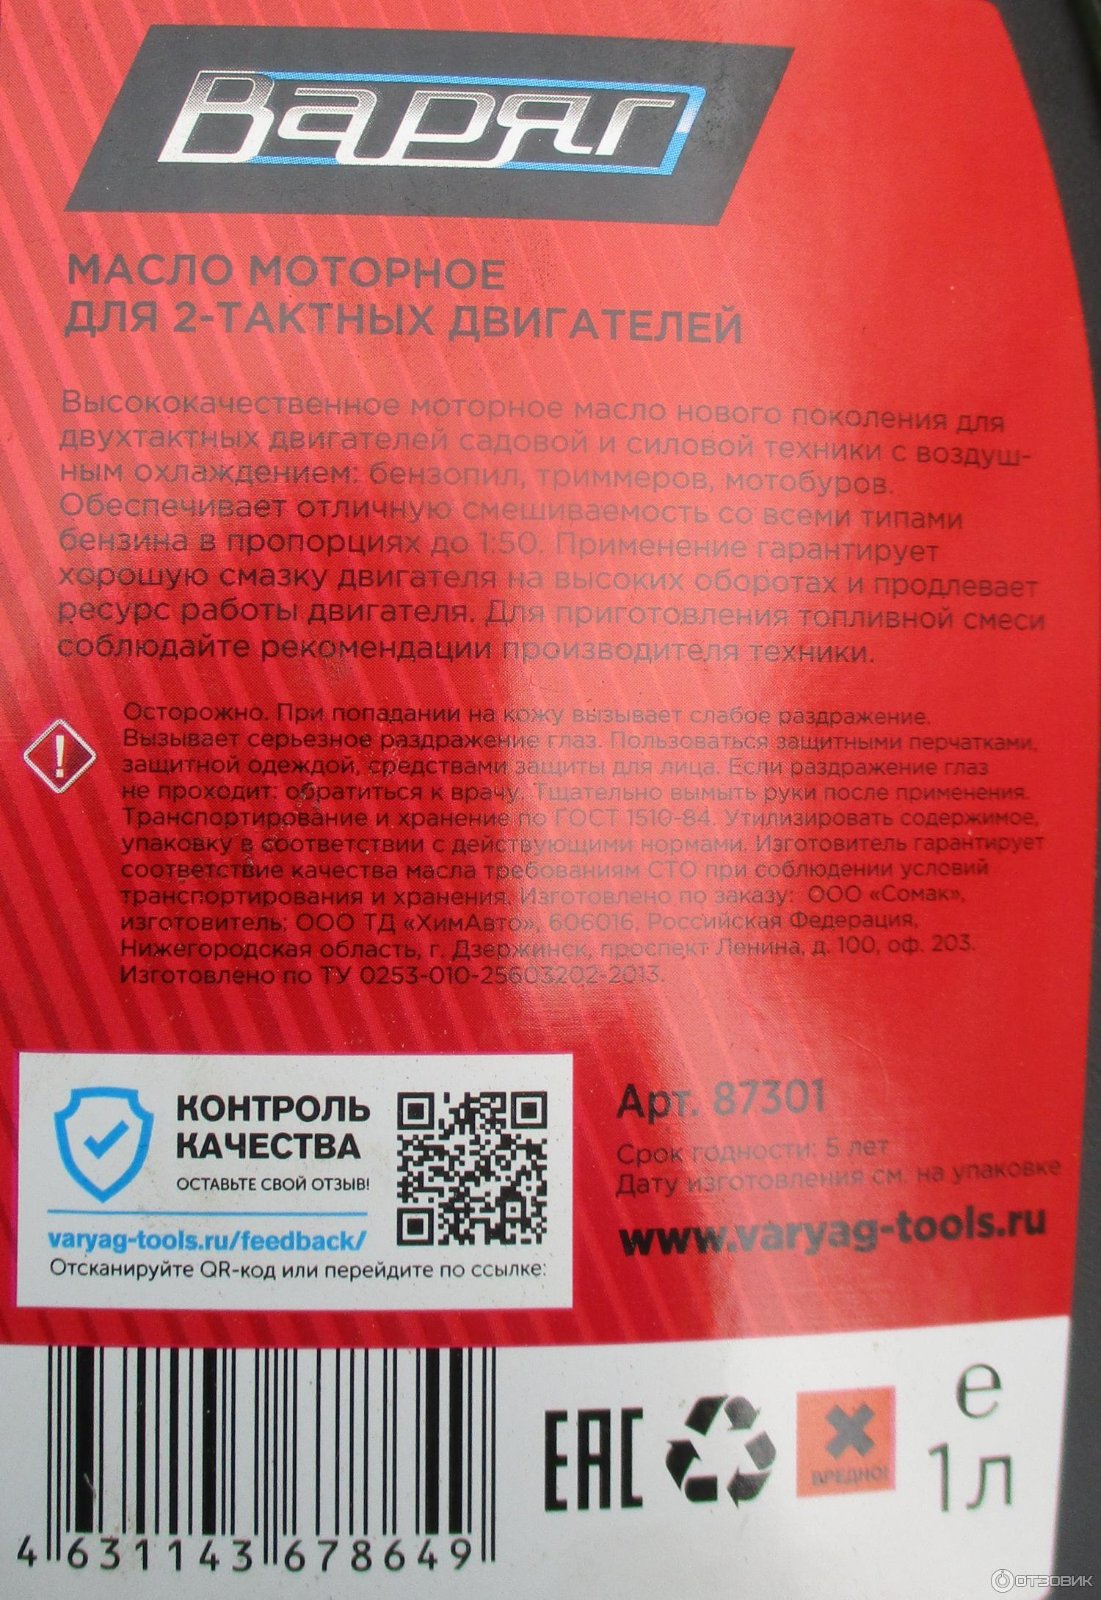 Варяг
МАСЛО МОТОРНОЕ
ДЛЯ 2-ТАКТНЫХ ДВИГАТЕЛЕЙ
Высококачественное моторное масло нового поколения для
двухтактных двигателей садовой и силовой техники с воздуш-
ным охлаждением: бензопил, триммеров, мотобуров.
Обеспечивает отличную смешиваемость со всеми типами
бензина в пропорциях до 1:50. Применение гарантирует
хорошую смазку двигателя на высоких оборотах и продлевает
ресурс работы двигателя. Для приготовления топливной смеси
соблюдайте рекомендации производителя техники.
Осторожно. При попадании на кожу вызывает слабое раздражение.
Вызывает серьезное раздражение глаз. Пользоваться защитными перчатками,
защитной одеждой, средствами защиты для лица. Если раздражение глаз
не проходит: обратиться к врачу. Тщательно вымыть руки после применения.
Транспортирование и хранение по ГОСТ 1510-84. Утилизировать содержимое,
упаковку в соответствии с действующими нормами. Изготовитель гарантирует
соответствие качества масла требованиям СТО при соблюдении условий
транспортирования и хранения. Изготовлено по заказу: ООО «Сомак»,
изготовитель: ООО ТД «ХимАвто», 606016, Российская Федерация,
Нижегородская область, г. Дзержинск, проспект Ленина, д. 100, оф. 203.
Изготовлено по ТУ 0253-010-25603202-2013.
КОНТРОЛЬ
КАЧЕСТВА
ОСТАВЬТЕ СВОЙ ОТЗЫВ!
varyag-tools.ru/feedback/
Отсканируйте QR-код или перейдите по ссылке:
Арт. 87301
Срок годности: 5 лет
Дату изготовления см. на упаковке
www.varyag-tools.ru
4 631143 678649
EAC
ВРЕДНО!
e
1л
ОТЗОВИК